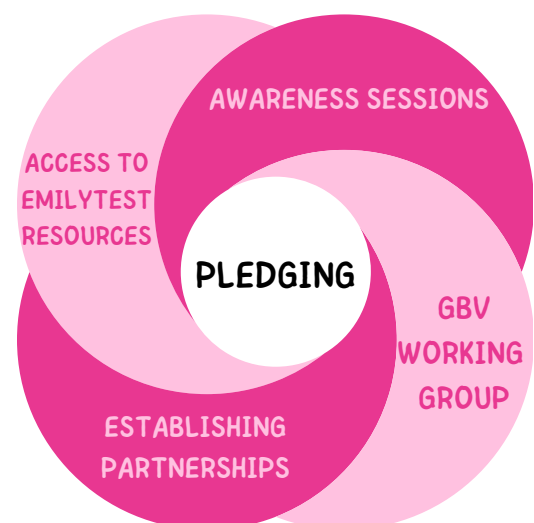 AWARENESS SESSIONS
ACCESS TO
EMILYTEST
RESOURCES
PLEDGING
GBV
WORKING
GROUP
ESTABLISHING
PARTNERSHIPS